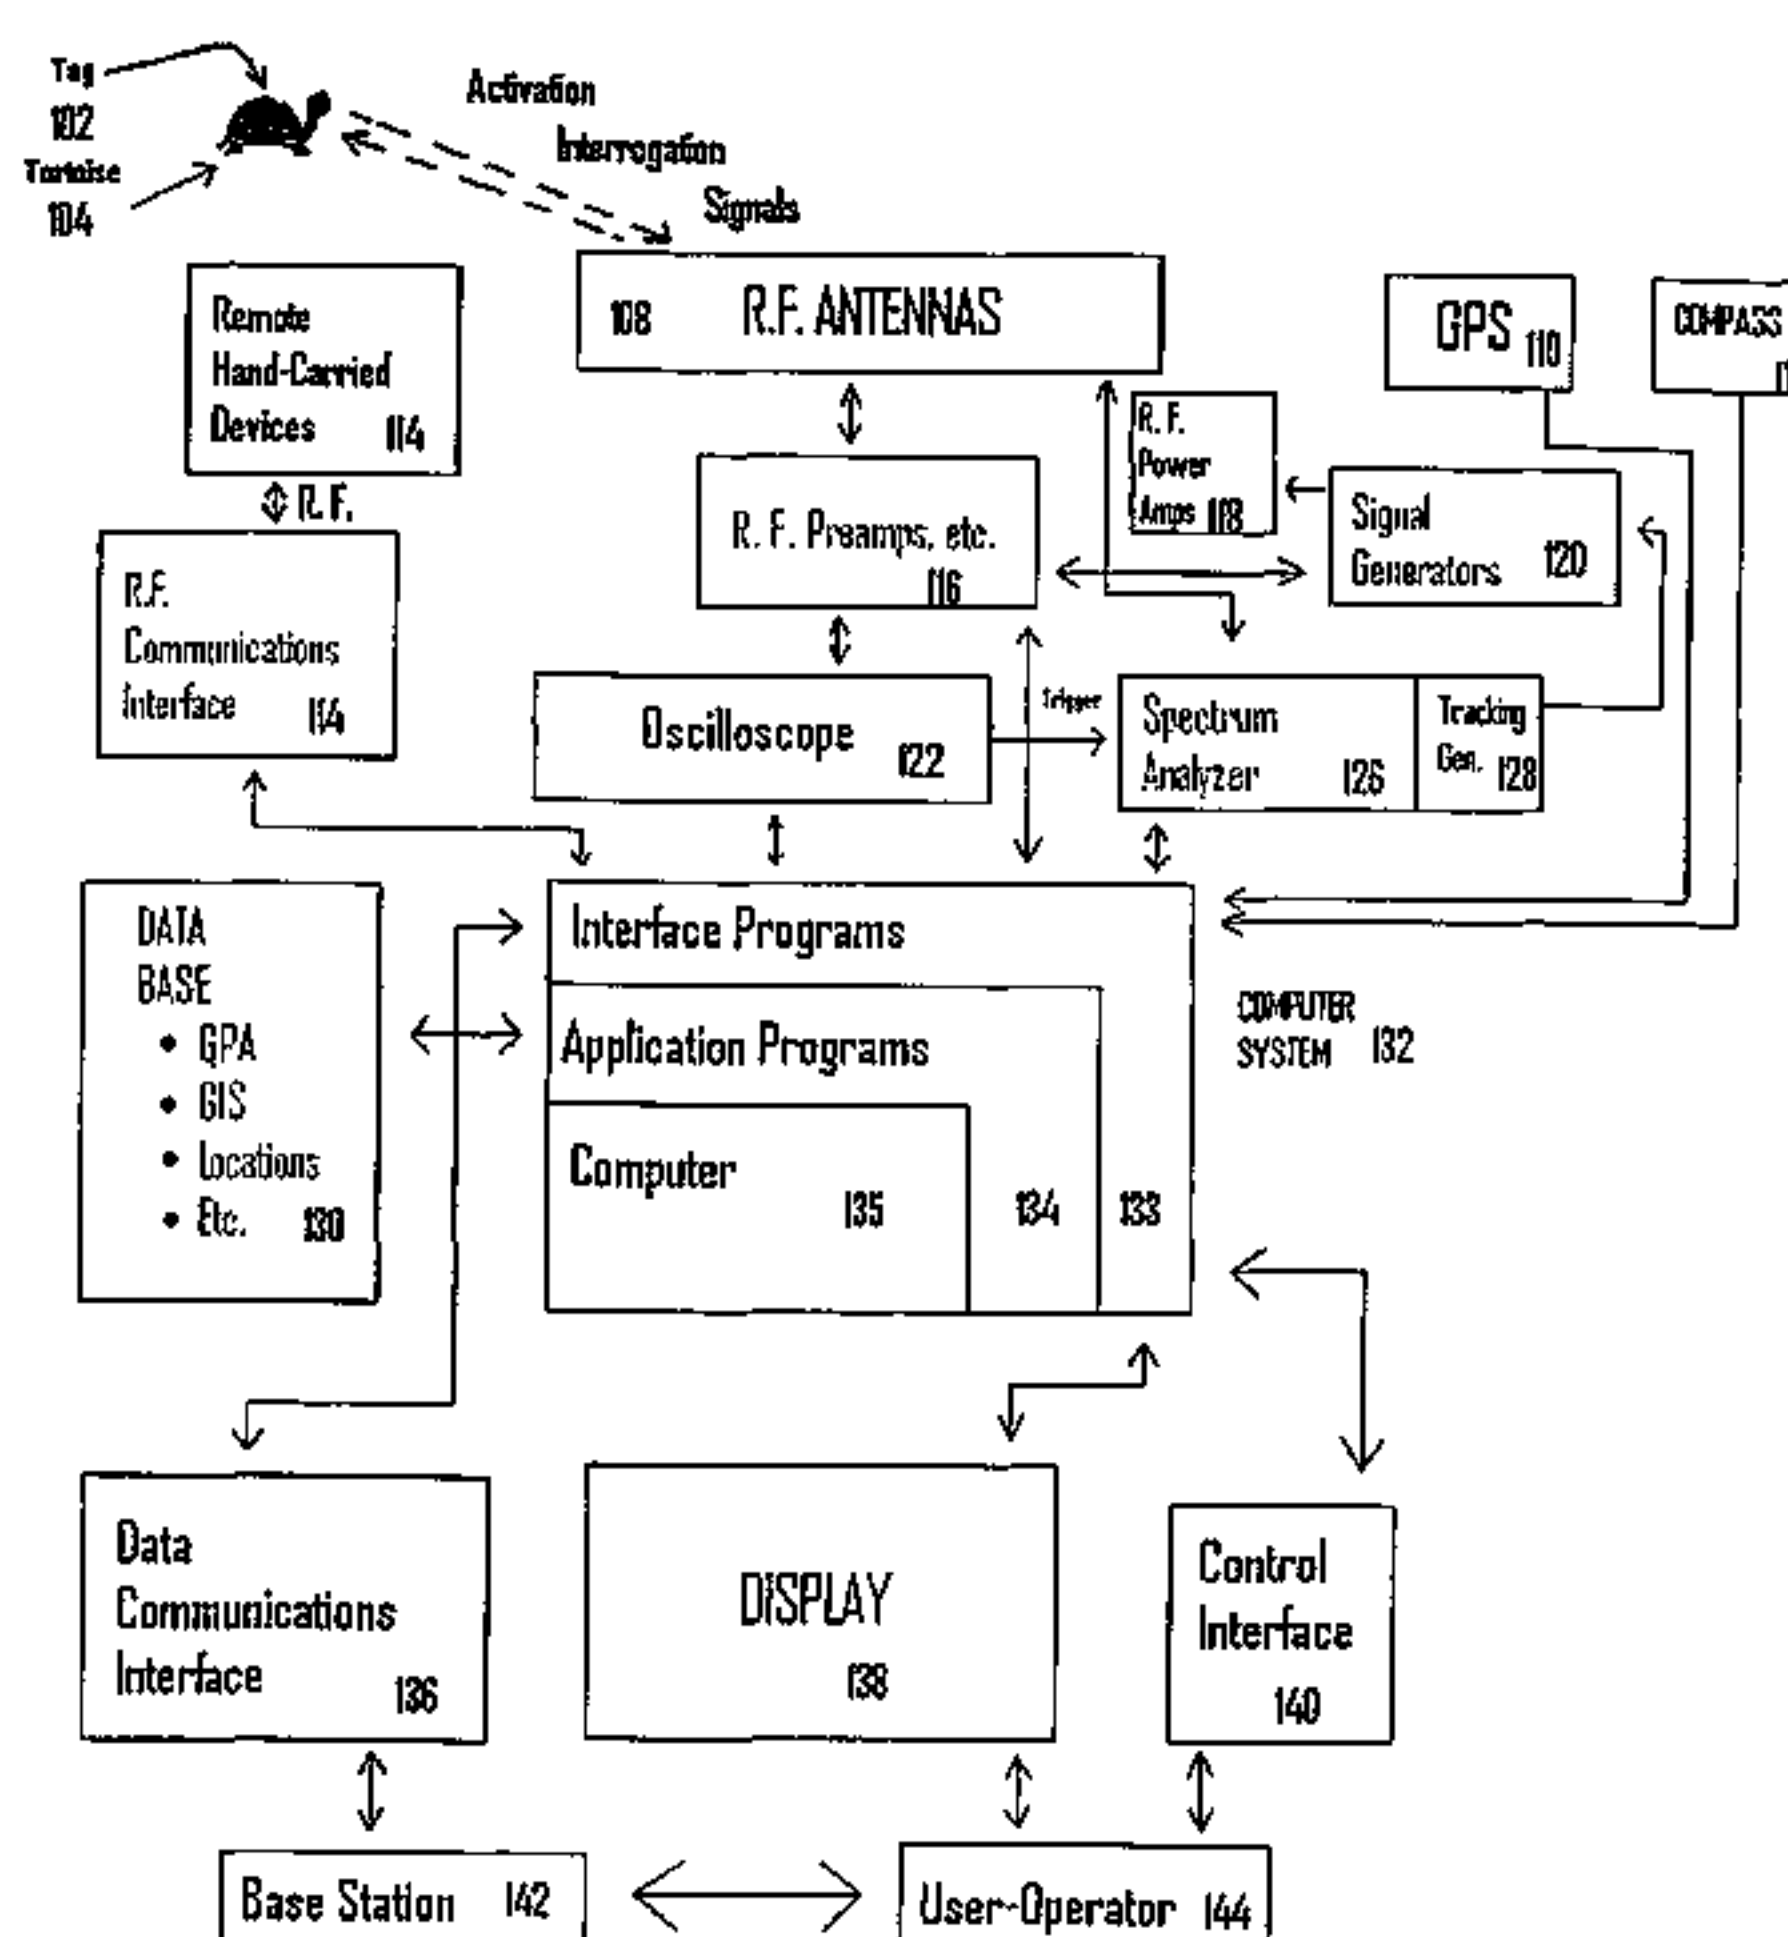 Tag
102
Tortoise
104
Activation
Interrogation
Signals
Remote
Hand-Carried
Devices 114
R.F.
108 R.F. ANTENNAS
GPS 110
COMPASS
R. F.
Power
Amps 118
Signal
Generators 120
R. F. Preamps, etc.
116
R.F.
Communications
Interface 114
Oscilloscope 122
Trigger
Spectrum
Analyzer 126
Tracking
Gen. 128
DATA
BASE
• GPA
• GIS
• Locations
• Etc. 130
Interface Programs
Application Programs
Computer
135 134 133
COMPUTER
SYSTEM 132
Data
Communications
Interface 136
DISPLAY
138
Control
Interface
140
Base Station 142
User-Operator 144